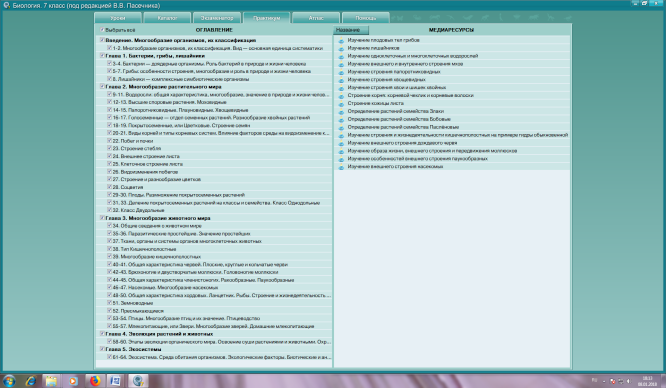 Биология. 7 класс (под редакцией В.В. Пасечника)
Уроки Каталог Экзаменатор Практикум Атлас Помощь
Выбрать всё ОГЛАВЛЕНИЕ
Введение. Многообразие организмов, их классификация
1-2. Многообразие организмов, их классификация. Вид — основная единица систематики
Глава 1. Бактерии, грибы, лишайники
3-4. Бактерии — доядерные организмы. Роль бактерий в природе и жизни человека
5-7. Грибы: особенности строения, многообразие и роль в природе и жизни человека
8. Лишайники — комплексные симбиотические организмы
Глава 2. Многообразие растительного мира
9-11. Водоросли: общая характеристика, многообразие, значение в природе и жизни челов...
12-13. Высшие споровые растения. Моховидные
14-15. Папоротниковидные. Плауновидные. Хвощевидные
16-17. Голосеменные — отдел семенных растений. Разнообразие хвойных растений
18-19. Покрытосеменные, или Цветковые. Строение семян
20-21. Виды корней и типы корневых систем. Влияние факторов среды на видоизменение к...
22. Побег и почки
23. Строение стебля
24. Внешнее строение листа
25. Клеточное строение листа
26. Видоизменения побегов
27. Строение и разнообразие цветков
28. Соцветия
29-30. Плоды. Размножение покрытосеменных растений
31, 33. Деление покрытосеменных растений на классы и семейства. Класс Однодольные
32. Класс Двудольные
Глава 3. Многообразие животного мира
34. Общие сведения о животном мире
35-36. Паразитические простейшие. Значение простейших
37. Ткани, органы и системы органов многоклеточных животных
38. Тип Кишечнополостные
39. Многообразие кишечнополостных
40-41. Общая характеристика червей. Плоские, круглые и кольчатые черви
42-43. Брюхоногие и двустворчатые моллюски. Головоногие моллюски
44-45. Общая характеристика членистоногих. Ракообразные. Паукообразные
46-47. Насекомые. Многообразие насекомых
48-50. Общая характеристика хордовых. Ланцетник. Рыбы. Строение и жизнедеятельность ...
51. Земноводные
52. Пресмыкающиеся
53-54. Птицы. Многообразие птиц и их значение. Птицеводство
55-57. Млекопитающие, или Звери. Многообразие зверей. Домашние млекопитающие
Глава 4. Эволюция растений и животных
58-60. Этапы эволюции органического мира. Освоение суши растениями и животными. Охр...
Глава 5. Экосистемы
61-64. Экосистема. Среда обитания организмов. Экологические факторы. Биотические и ан...
Название МЕДИАРЕСУРСЫ
Изучение плодовых тел грибов
Изучение лишайников
Изучение одноклеточных и многоклеточных водорослей
Изучение внешнего и внутреннего строения мхов
Изучение строения папоротниковидных
Изучение строения хвощевидных
Изучение строения хвои и шишек хвойных
Строение корня, корневой чехлик и корневые волоски
Строение кожицы листа
Определение растений семейства Злаки
Определение растений семейства Бобовые
Определение растений семейства Паслёновые
Изучение строения и жизнедеятельности кишечнополостных на примере гидры обыкновенной
Изучение внешнего строения дождевого червя
Изучение образа жизни, внешнего строения и передвижения моллюсков
Изучение особенностей внешнего строения паукообразных
Изучение внешнего строения насекомых
RU